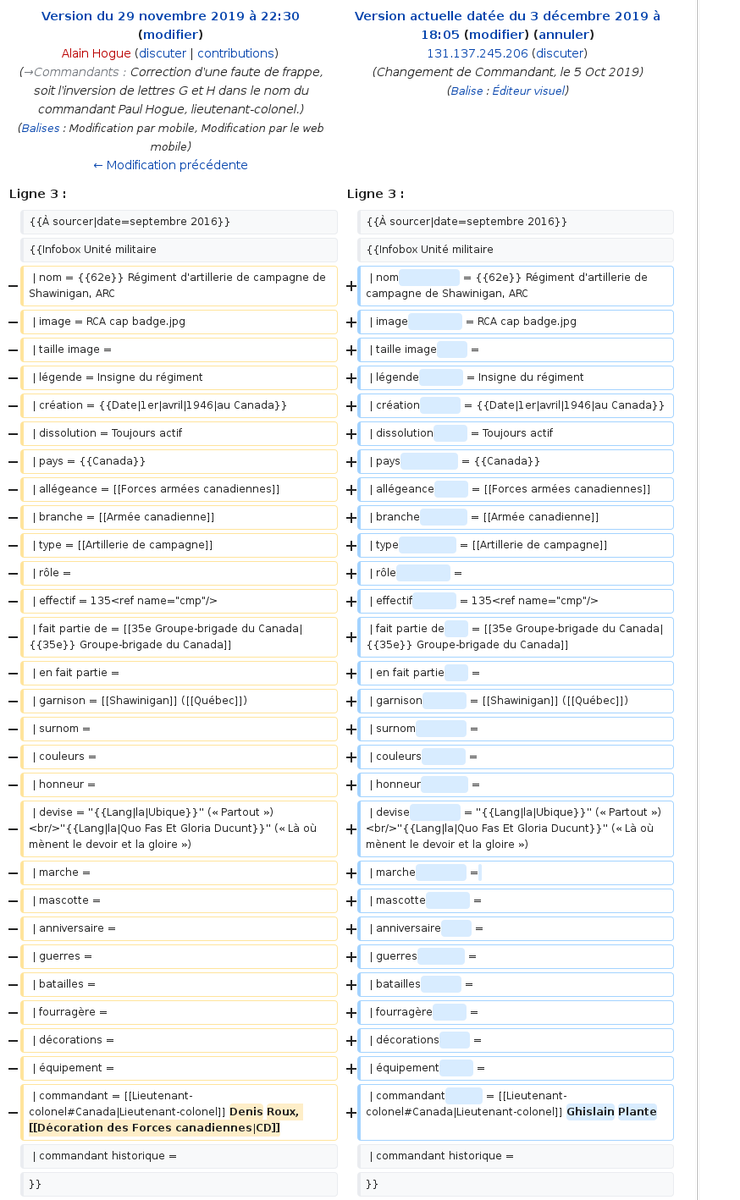 Version du 29 novembre 2019 à 22:30
(modifier)
Alain Hogue (discuter | contributions)
(→Commandants : Correction d'une faute de frappe,
soit l'inversion de lettres G et H dans le nom du
commandant Paul Hogue, lieutenant-colonel.)
(Balises : Modification par mobile, Modification par le web
mobile)
← Modification précédente
Version actuelle datée du 3 décembre 2019 à
18:05 (modifier) (annuler)
131.137.245.206 (discuter)
(Changement de Commandant, le 5 Oct 2019)
(Balise : Éditeur visuel)
Ligne 3 :
{{À sourcer|date=septembre 2016}}
{{Infobox Unité militaire
− | nom = {{62e}} Régiment d'artillerie de campagne de
Shawinigan, ARC
− | image = RCA cap badge.jpg
− | taille image =
− | légende = Insigne du régiment
− | création = {{Date|1er|avril|1946|au Canada}}
− | dissolution = Toujours actif
− | pays = {{Canada}}
− | allégeance = [[Forces armées canadiennes]]
− | branche = [[Armée canadienne]]
− | type = [[Artillerie de campagne]]
− | rôle =
− | effectif = 135<ref name="cmp"/>
− | fait partie de = [[35e Groupe-brigade du Canada|
{{35e}} Groupe-brigade du Canada]]
− | en fait partie =
− | garnison = [[Shawinigan]] ([[Québec]])
− | surnom =
− | couleurs =
− | honneur =
− | devise = "{{Lang|la|Ubique}}" (« Partout »)
<br/>"{{Lang|la|Quo Fas Et Gloria Ducunt}}" (« Là où
mènent le devoir et la gloire »)
− | marche =
− | mascotte =
− | anniversaire =
− | guerres =
− | batailles =
− | fourragère =
− | décorations =
− | équipement =
− | commandant = [[Lieutenant-
colonel#Canada|Lieutenant-colonel]] Denis Roux,
[[Décoration des Forces canadiennes|CD]]
| commandant historique =
}}
Ligne 3 :
{{À sourcer|date=septembre 2016}}
{{Infobox Unité militaire
+ | nom = {{62e}} Régiment d'artillerie de
campagne de Shawinigan, ARC
+ | image = RCA cap badge.jpg
+ | taille image =
+ | légende = Insigne du régiment
+ | création = {{Date|1er|avril|1946|au Canada}}
+ | dissolution = Toujours actif
+ | pays = {{Canada}}
+ | allégeance = [[Forces armées canadiennes]]
+ | branche = [[Armée canadienne]]
+ | type = [[Artillerie de campagne]]
+ | rôle =
+ | effectif = 135<ref name="cmp"/>
+ | fait partie de = [[35e Groupe-brigade du Canada|
{{35e}} Groupe-brigade du Canada]]
+ | en fait partie =
+ | garnison = [[Shawinigan]] ([[Québec]])
+ | surnom =
+ | couleurs =
+ | honneur =
+ | devise = "{{Lang|la|Ubique}}" (« Partout »)
<br/>"{{Lang|la|Quo Fas Et Gloria Ducunt}}" (« Là où
mènent le devoir et la gloire »)
+ | marche =
+ | mascotte =
+ | anniversaire =
+ | guerres =
+ | batailles =
+ | fourragère =
+ | décorations =
+ | équipement =
+ | commandant = [[Lieutenant-
colonel#Canada|Lieutenant-colonel]] Ghislain Plante
| commandant historique =
}}